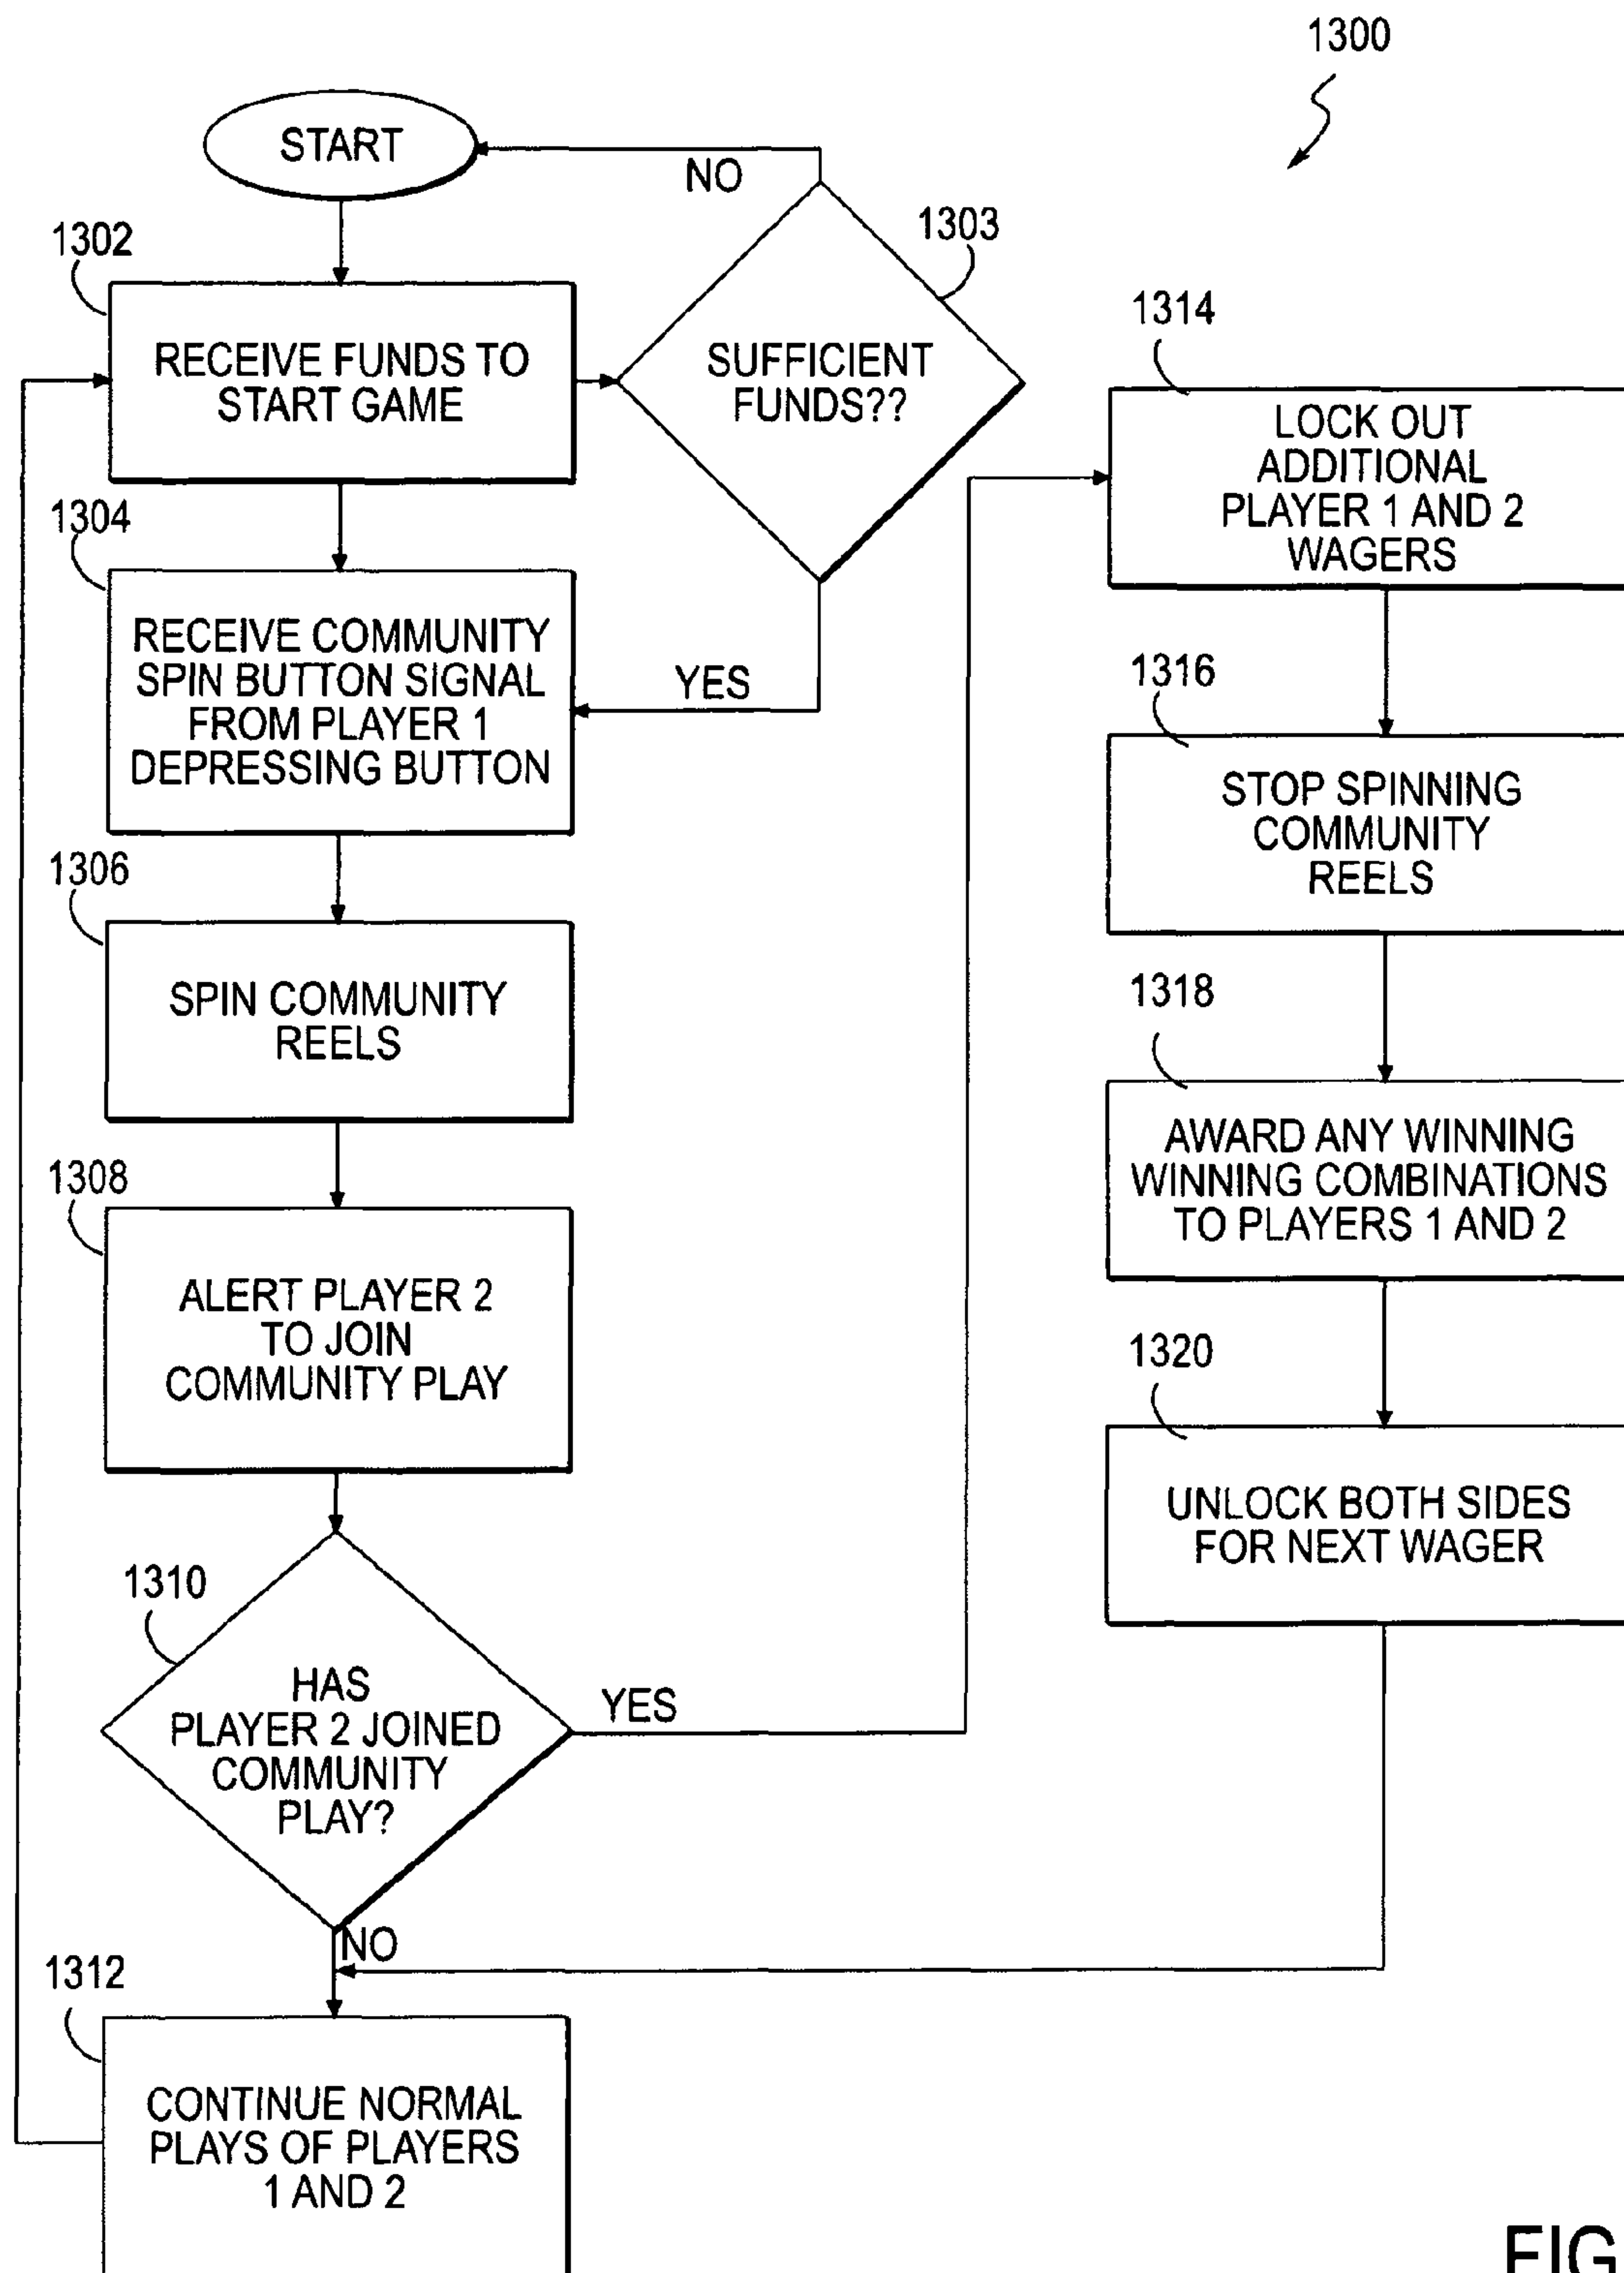 1300
START
NO
1302
RECEIVE FUNDS TO
START GAME
1303
SUFFICIENT
FUNDS??
1304
RECEIVE COMMUNITY
SPIN BUTTON SIGNAL
FROM PLAYER 1
DEPRESSING BUTTON
YES
1306
SPIN COMMUNITY
REELS
1308
ALERT PLAYER 2
TO JOIN
COMMUNITY PLAY
1310
HAS
PLAYER 2 JOINED
COMMUNITY
PLAY?
YES
NO
1312
CONTINUE NORMAL
PLAYS OF PLAYERS
1 AND 2
1314
LOCK OUT
ADDITIONAL
PLAYER 1 AND 2
WAGERS
1316
STOP SPINNING
COMMUNITY
REELS
1318
AWARD ANY WINNING
WINNING COMBINATIONS
TO PLAYERS 1 AND 2
1320
UNLOCK BOTH SIDES
FOR NEXT WAGER
FIG